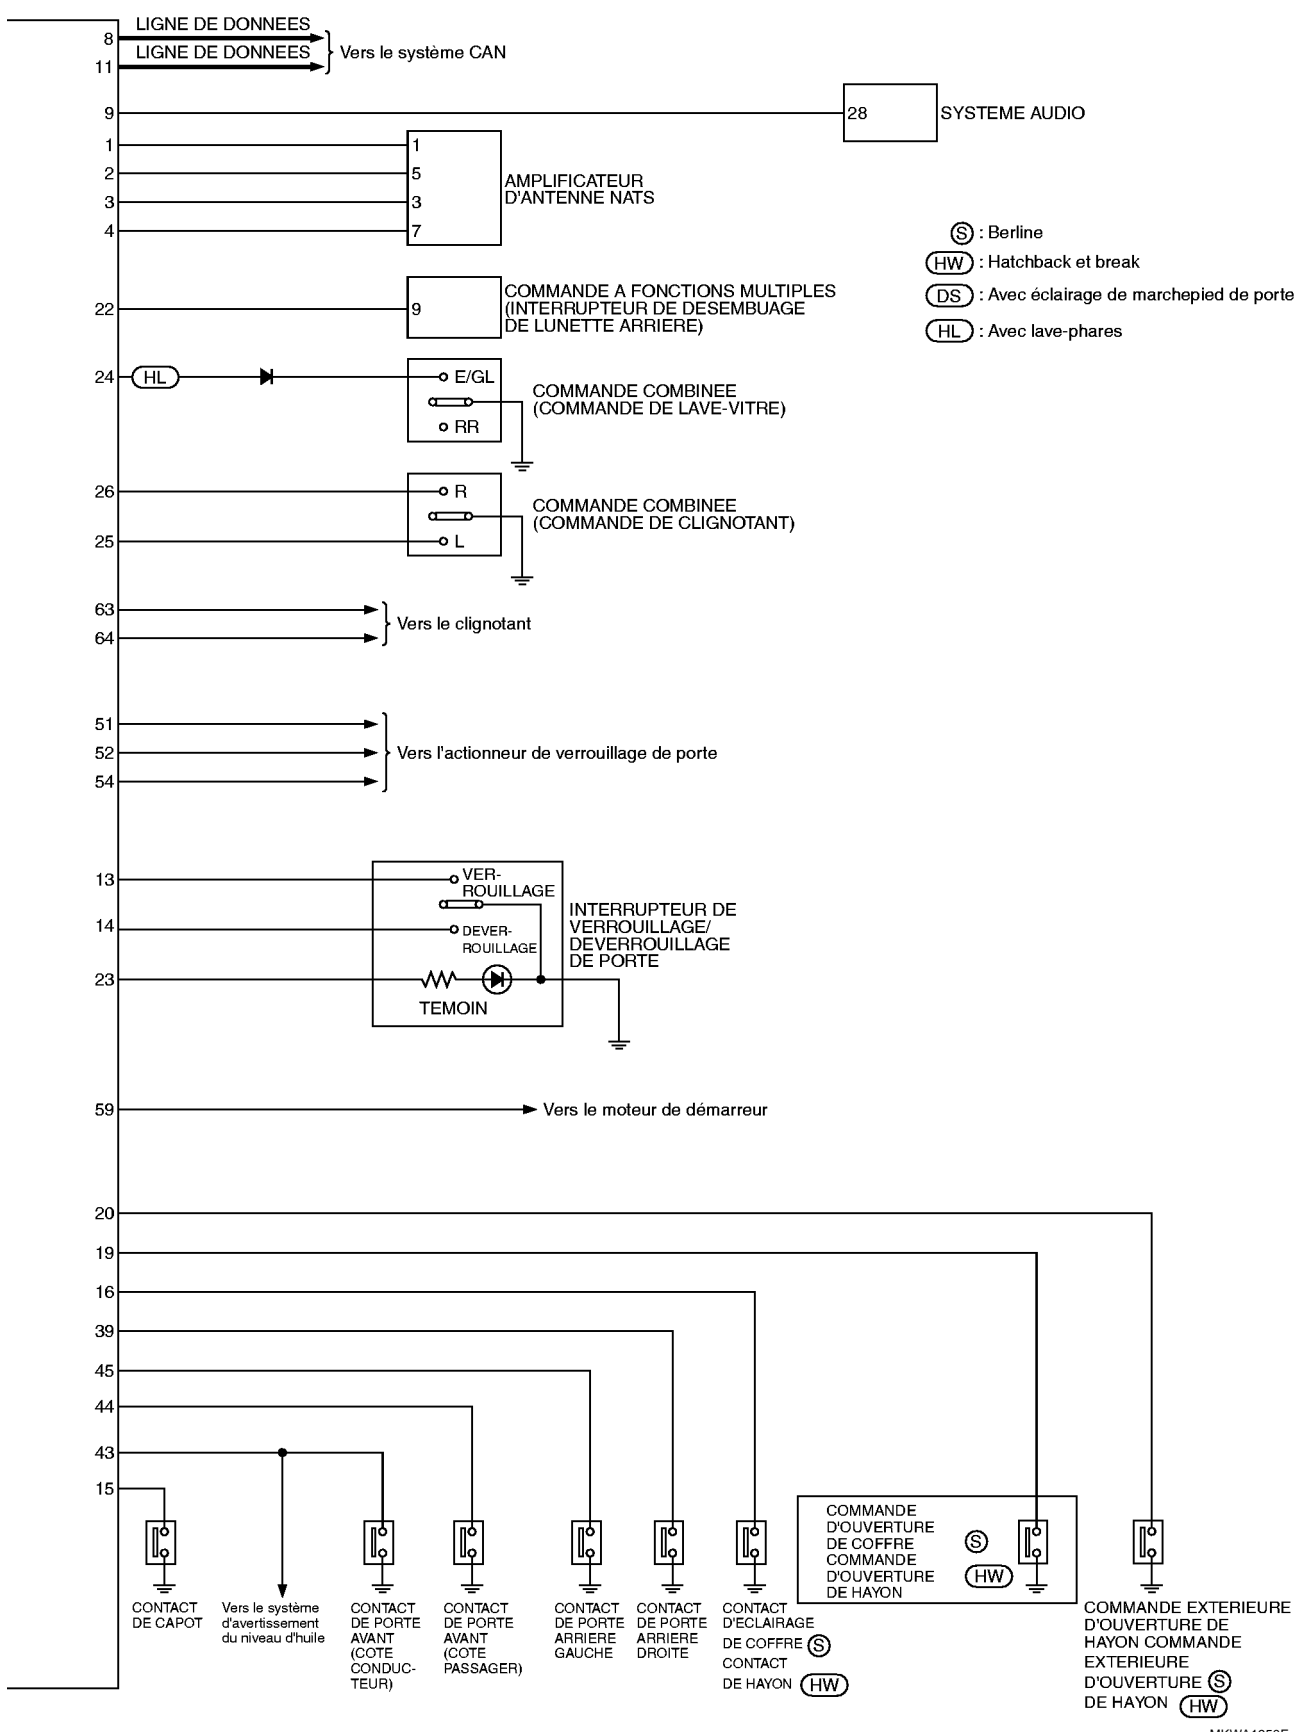 LIGNE DE DONNEES
8
LIGNE DE DONNEES
Vers le système CAN
11
9
28
SYSTEME AUDIO
1
1
2
5
AMPLIFICATEUR
D'ANTENNE NATS
3
3
4
7
S : Berline
HW : Hatchback et break
DS : Avec éclairage de marchepied de porte
HL : Avec lave-phares
22
9
COMMANDE A FONCTIONS MULTIPLES
(INTERRUPTEUR DE DESEMBUAGE
DE LUNETTE ARRIERE)
24
HL
E/GL
RR
COMMANDE COMBINEE
(COMMANDE DE LAVE-VITRE)
26
R
25
L
COMMANDE COMBINEE
(COMMANDE DE CLIGNOTANT)
63
64
Vers le clignotant
51
52
54
Vers l'actionneur de verrouillage de porte
13
VER-
ROUILLAGE
14
DEVER-
ROUILLAGE
23
TEMOIN
INTERRUPTEUR DE
VERROUILLAGE/
DEVERROUILLAGE
DE PORTE
59
Vers le moteur de démarreur
20
19
16
39
45
44
43
15
CONTACT
DE CAPOT
Vers le système
d'avertissement
du niveau d'huile
CONTACT
DE PORTE
AVANT
(COTE
CONDUC-
TEUR)
CONTACT
DE PORTE
AVANT
(COTE
PASSAGER)
CONTACT
DE PORTE
ARRIERE
GAUCHE
CONTACT
DE PORTE
ARRIERE
DROITE
CONTACT
D'ECLAIRAGE
DE COFFRE S
CONTACT
DE HAYON HW
COMMANDE
D'OUVERTURE
DE COFFRE S
COMMANDE
D'OUVERTURE HW
DE HAYON
COMMANDE EXTERIEURE
D'OUVERTURE DE
HAYON COMMANDE
EXTERIEURE
D'OUVERTURE S
DE HAYON HW